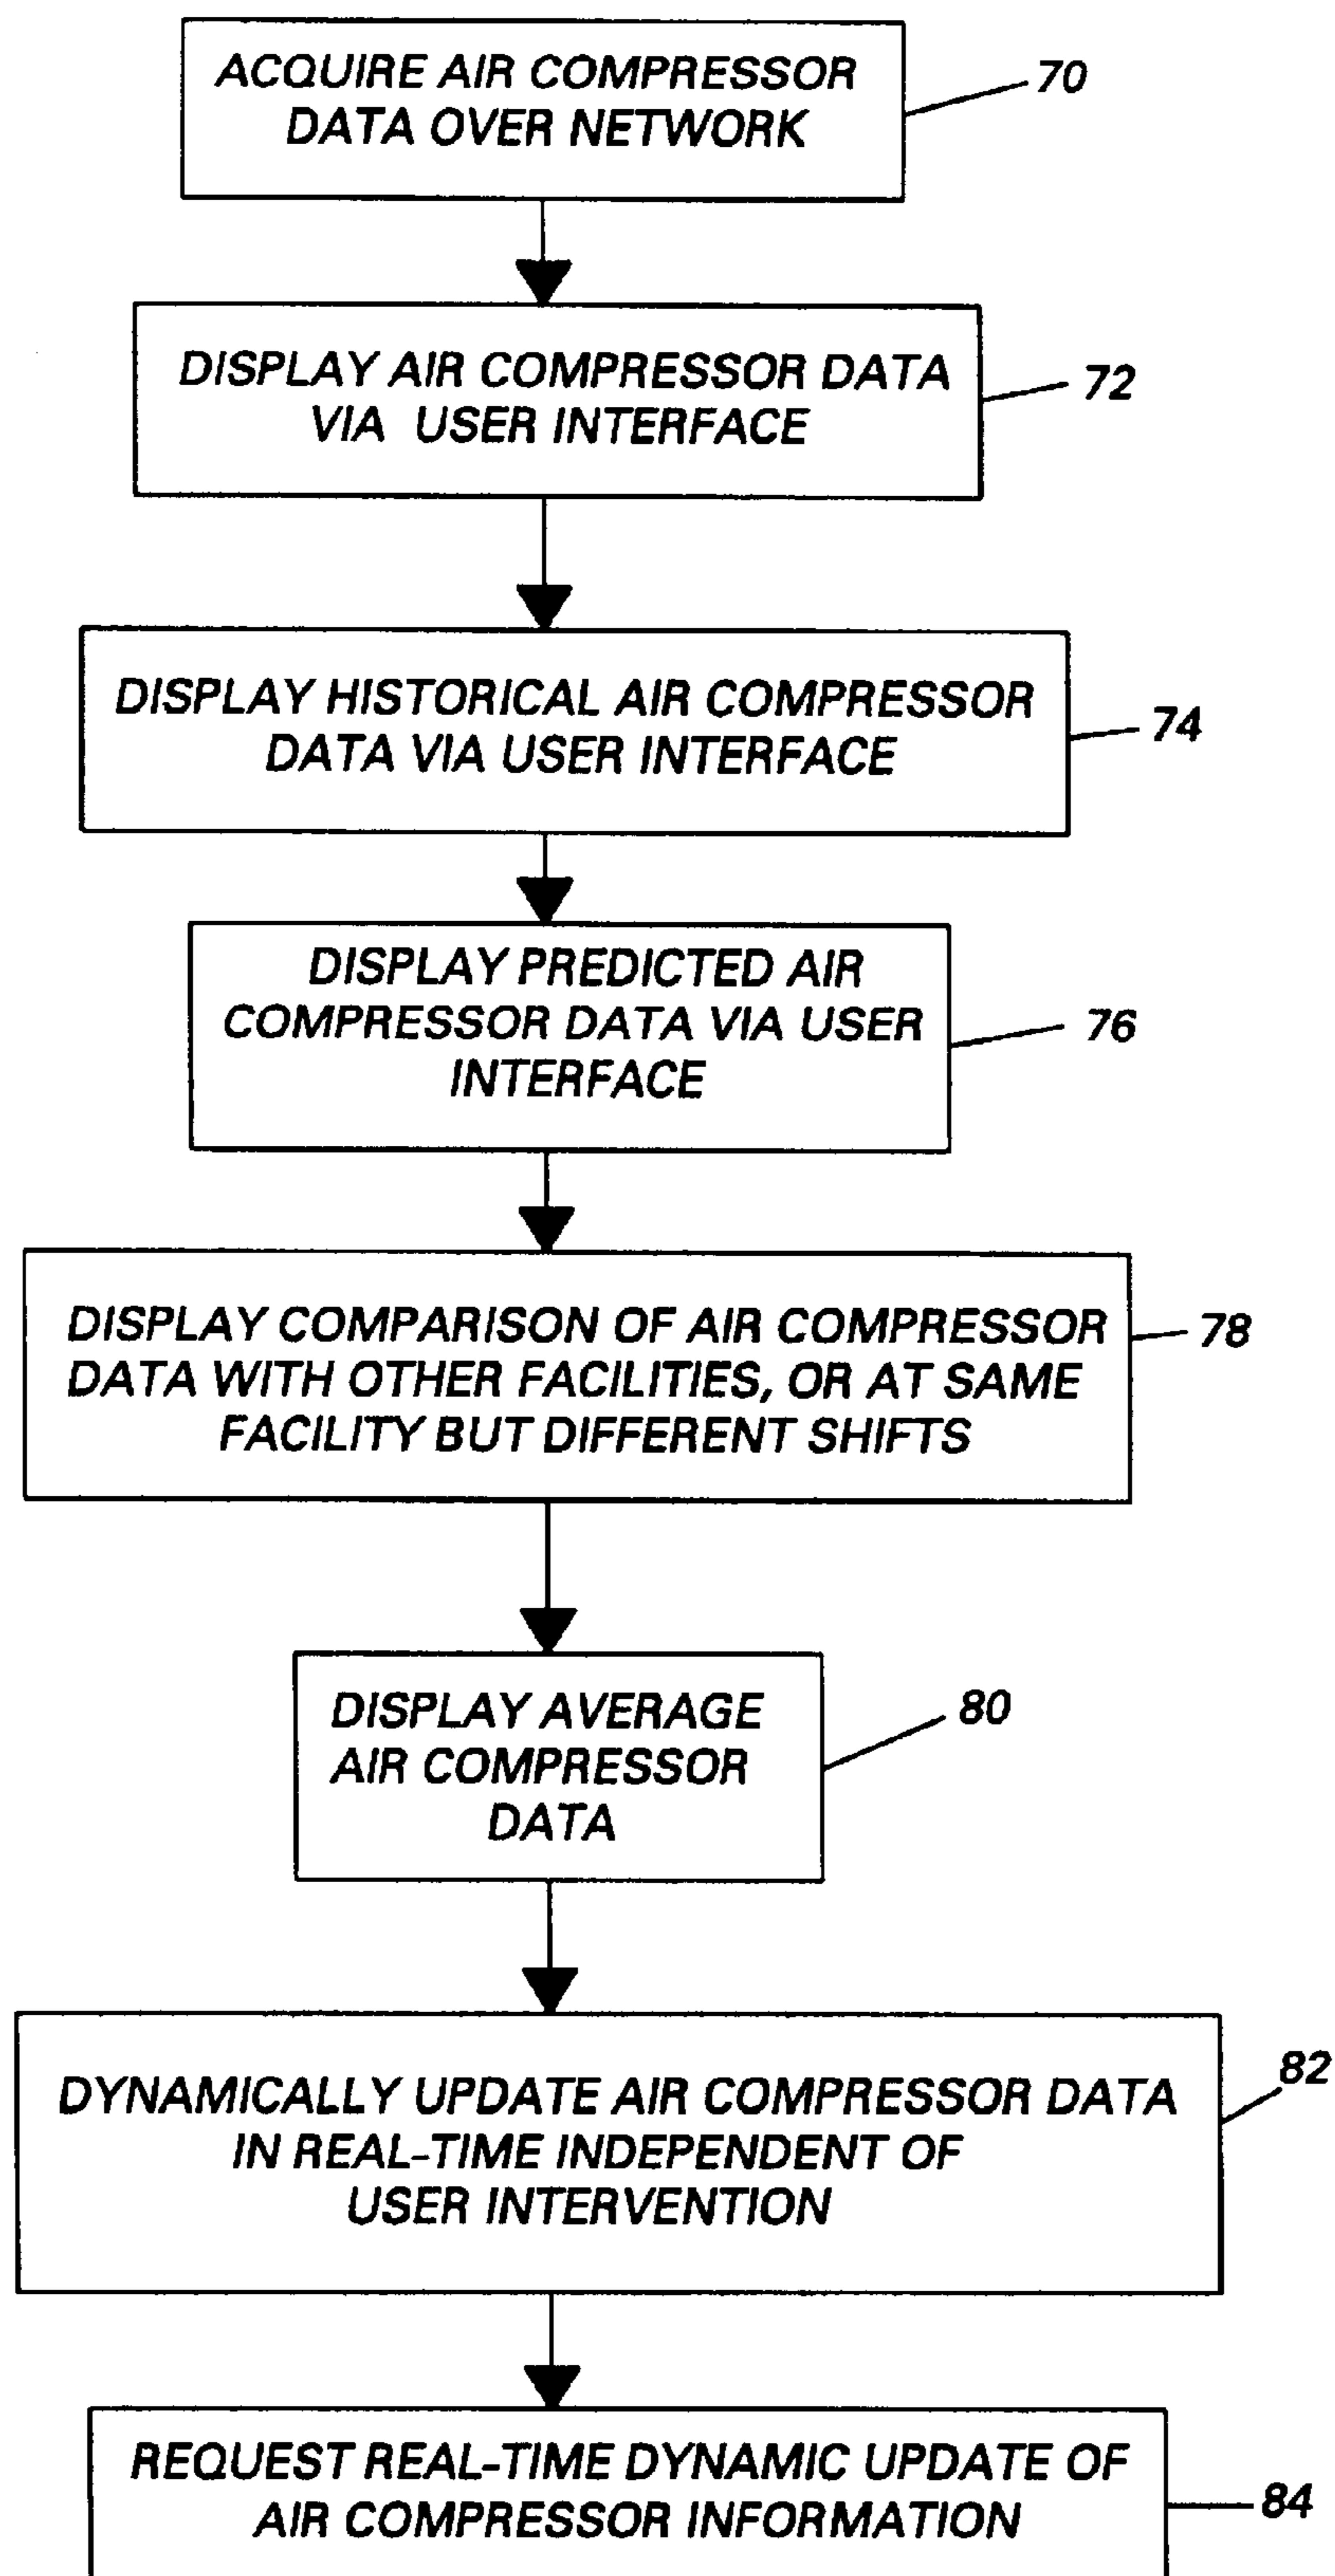 ACQUIRE AIR COMPRESSOR
DATA OVER NETWORK
70
DISPLAY AIR COMPRESSOR DATA
VIA USER INTERFACE
72
DISPLAY HISTORICAL AIR COMPRESSOR
DATA VIA USER INTERFACE
74
DISPLAY PREDICTED AIR
COMPRESSOR DATA VIA USER
INTERFACE
76
DISPLAY COMPARISON OF AIR COMPRESSOR
DATA WITH OTHER FACILITIES, OR AT SAME
FACILITY BUT DIFFERENT SHIFTS
78
DISPLAY AVERAGE
AIR COMPRESSOR
DATA
80
DYNAMICALLY UPDATE AIR COMPRESSOR DATA
IN REAL-TIME INDEPENDENT OF
USER INTERVENTION
82
REQUEST REAL-TIME DYNAMIC UPDATE OF
AIR COMPRESSOR INFORMATION
84